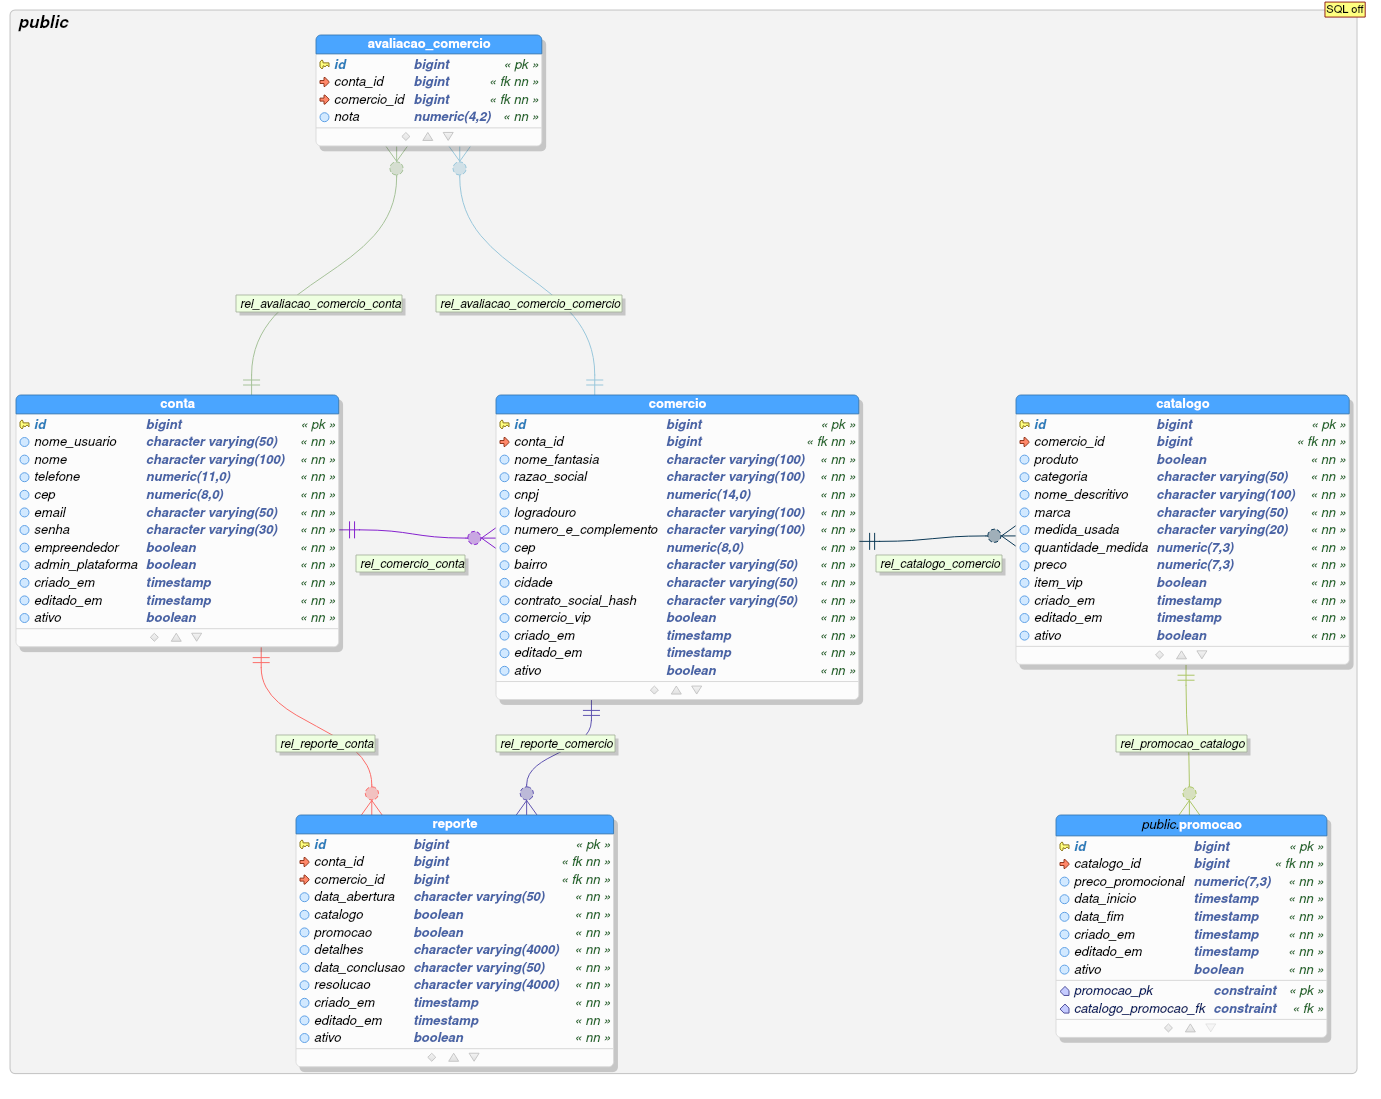 SQL off
public
avaliacao_comercio
id bigint « pk »
conta_id bigint « fk nn »
comercio_id bigint « fk nn »
nota numeric(4,2) « nn »
rel_avaliacao_comercio_conta
rel_avaliacao_comercio_comercio
conta
id bigint « pk »
nome_usuario character varying(50) « nn »
nome character varying(100) « nn »
telefone numeric(11,0) « nn »
cep numeric(8,0) « nn »
email character varying(50) « nn »
senha character varying(30) « nn »
empreendedor boolean « nn »
admin_plataforma boolean « nn »
criado_em timestamp « nn »
editado_em timestamp « nn »
ativo boolean « nn »
rel_comercio_conta
comercio
id bigint « pk »
conta_id bigint « fk nn »
nome_fantasia character varying(100) « nn »
razao_social character varying(100) « nn »
cnpj numeric(14,0) « nn »
logradouro character varying(100) « nn »
numero_e_complemento character varying(100) « nn »
cep numeric(8,0) « nn »
bairro character varying(50) « nn »
cidade character varying(50) « nn »
contrato_social_hash character varying(50) « nn »
comercio_vip boolean « nn »
criado_em timestamp « nn »
editado_em timestamp « nn »
ativo boolean « nn »
rel_catalogo_comercio
catalogo
id bigint « pk »
comercio_id bigint « fk nn »
produto boolean « nn »
categoria character varying(50) « nn »
nome_descritivo character varying(100) « nn »
marca character varying(50) « nn »
medida_usada character varying(20) « nn »
quantidade_medida numeric(7,3) « nn »
preco numeric(7,3) « nn »
item_vip boolean « nn »
criado_em timestamp « nn »
editado_em timestamp « nn »
ativo boolean « nn »
rel_reporte_conta
rel_reporte_comercio
rel_promocao_catalogo
reporte
id bigint « pk »
conta_id bigint « fk nn »
comercio_id bigint « fk nn »
data_abertura character varying(50) « nn »
catalogo boolean « nn »
promocao boolean « nn »
detalhes character varying(4000) « nn »
data_conclusao character varying(50) « nn »
resolucao character varying(4000) « nn »
criado_em timestamp « nn »
editado_em timestamp « nn »
ativo boolean « nn »
public.promocao
id bigint « pk »
catalogo_id bigint « fk nn »
preco_promocional numeric(7,3) « nn »
data_inicio timestamp « nn »
data_fim timestamp « nn »
criado_em timestamp « nn »
editado_em timestamp « nn »
ativo boolean « nn »
promocao_pk constraint « pk »
catalogo_promocao_fk constraint « fk »